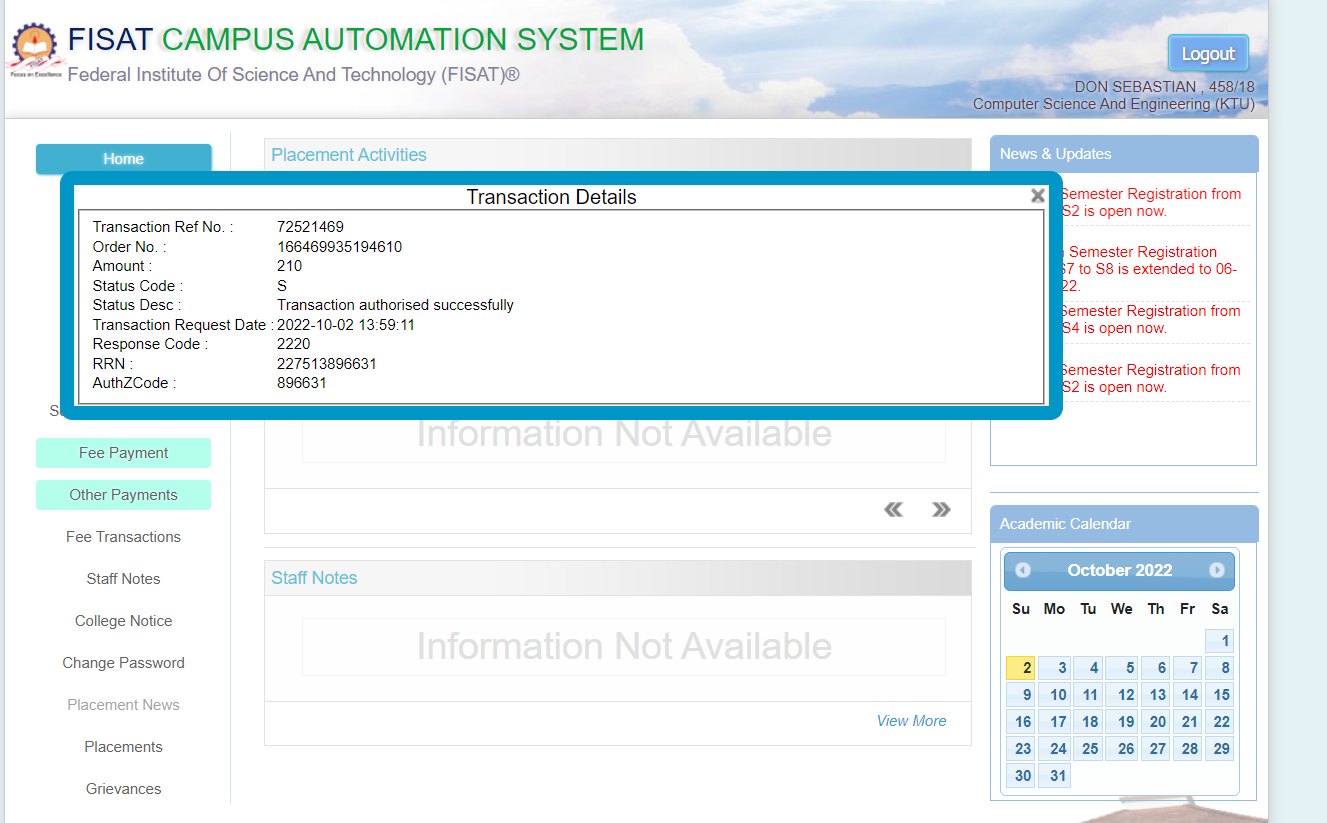 FISAT CAMPUS AUTOMATION SYSTEM
Focus on Excellence
Federal Institute Of Science And Technology (FISAT)®
Logout
DON SEBASTIAN , 458/18
Computer Science And Engineering (KTU)
Home
Fee Payment
Other Payments
Fee Transactions
Staff Notes
College Notice
Change Password
Placement News
Placements
Grievances
Placement Activities
Transaction Details
Transaction Ref No. : 72521469
Order No. : 166469935194610
Amount : 210
Status Code : S
Status Desc : Transaction authorised successfully
Transaction Request Date : 2022-10-02 13:59:11
Response Code : 2220
RRN : 227513896631
AuthZCode : 896631
Information Not Available
Staff Notes
Information Not Available
View More
News & Updates
Semester Registration from
S2 is open now.
Semester Registration
S7 to S8 is extended to 06-
22.
Semester Registration from
S4 is open now.
Semester Registration from
S2 is open now.
Academic Calendar
October 2022
Su Mo Tu We Th Fr Sa
1
2 3 4 5 6 7 8
9 10 11 12 13 14 15
16 17 18 19 20 21 22
23 24 25 26 27 28 29
30 31